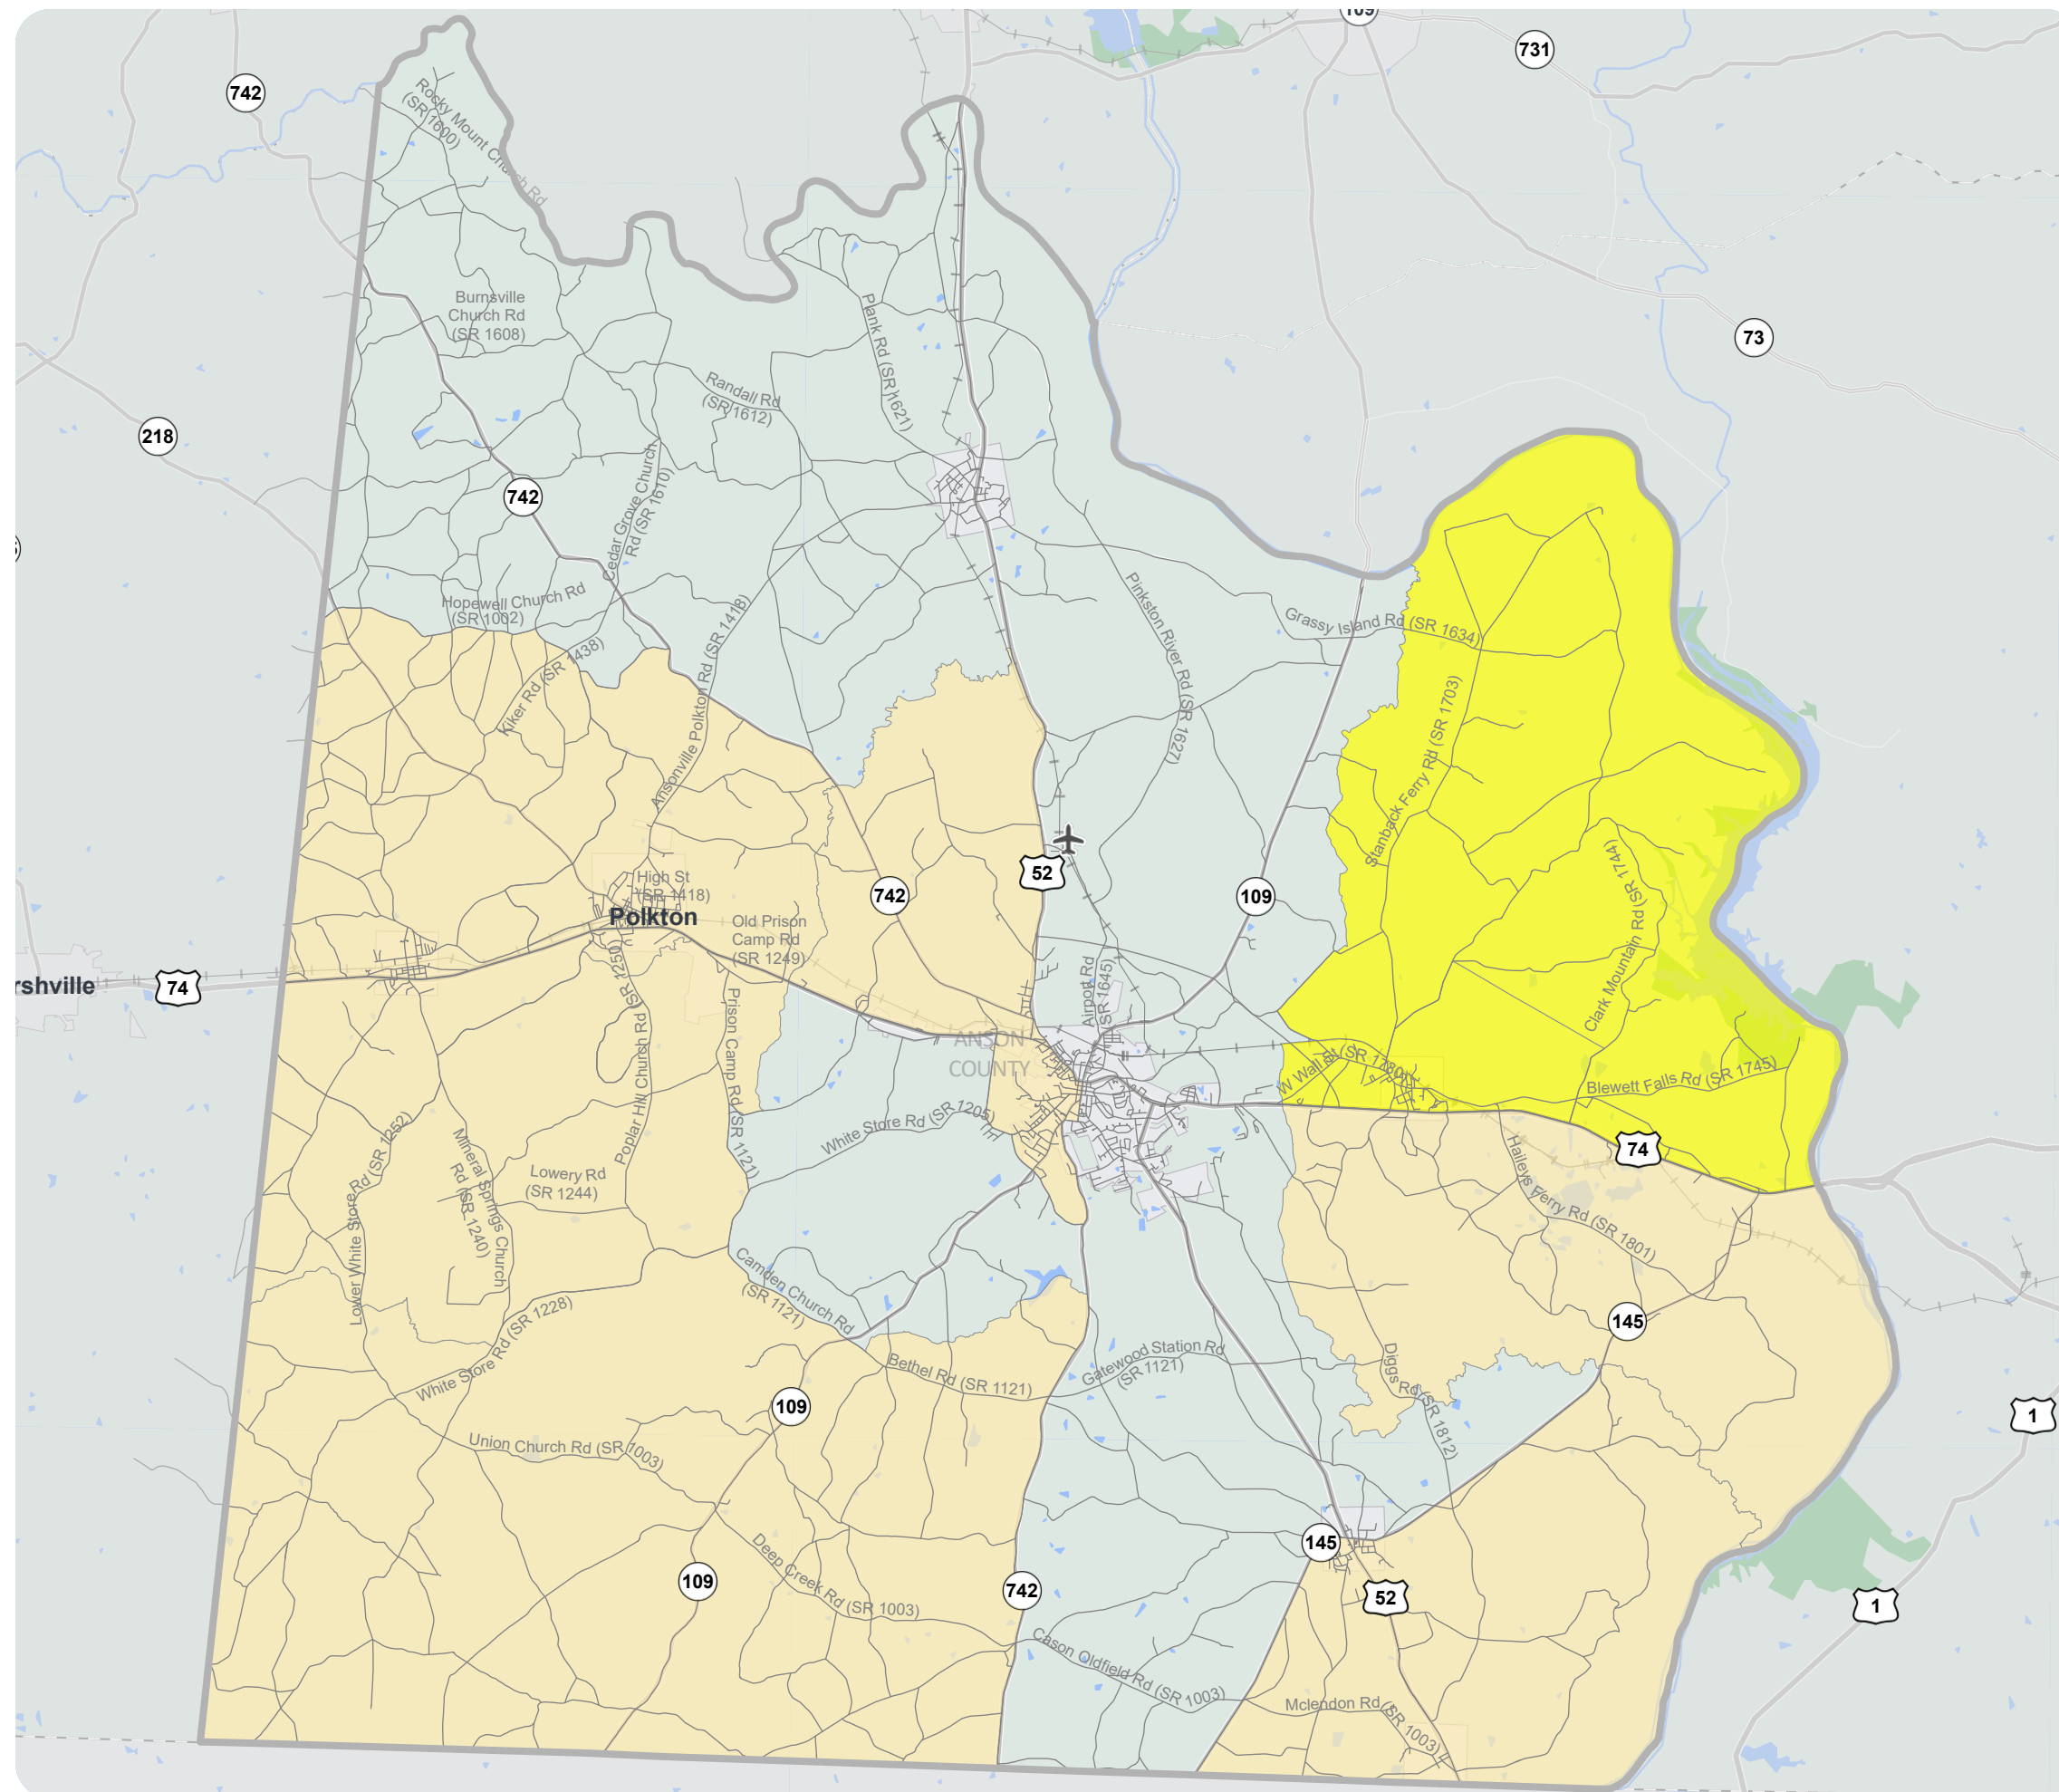 109
731
742
Rocky Mount Church Rd
(SR 1600)
73
Burnsville
Church Rd
(SR 1608)
Plank Rd (SR 1621)
Randall Rd
(SR 1612)
218
742
Cedar Grove Church
Rd (SR 1610)
Hopewell Church Rd
(SR 1002)
Kiker Rd (SR 1438)
Ansonville Polkton Rd (SR 1418)
Pinkston River Rd (SR 1627)
Grassy Island Rd (SR 1634)
Stanback Ferry Rd (SR 1703)
52
742
109
High St
(SR 1418)
Polkton
Old Prison
Camp Rd
(SR 1249)
Clark Mountain Rd (SR 1744)
rshville
74
Airport Rd
(SR 1645)
ANSON
COUNTY
Poplar Hill Church Rd (SR 1250)
Prison Camp Rd (SR 1121)
W Wall St (SR 1730)
Blewett Falls Rd (SR 1745)
White Store Rd (SR 1205)
74
Lower White Store Rd (SR 1252)
Mineral Springs Church
Rd (SR 1240)
Lowery Rd
(SR 1244)
Haileys Ferry Rd (SR 1801)
Camden Church Rd
(SR 1121)
White Store Rd (SR 1228)
145
Bethel Rd (SR 1121)
Gatewood Station Rd
(SR 1121)
Diggs Rd (SR 1812)
109
1
Union Church Rd (SR 1003)
Deep Creek Rd (SR 1003)
145
109
742
52
1
Cason Oldfield Rd (SR 1003)
Mclendon Rd (SR 1003)